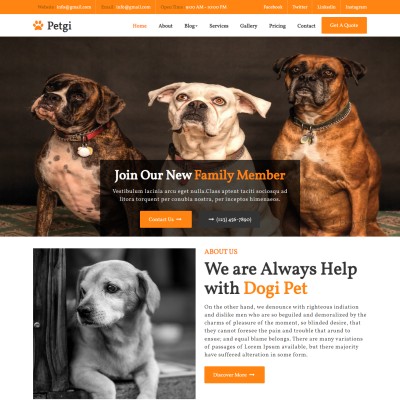 Website: info@gmail.com Email: info@gmail.com Open Time: 9:00 AM - 10:00 PM Facebook Twitter Linkedin Instagram
Petgi
Home About Blog Services Gallery Pricing Contact Get A Quote
Join Our New Family Member
Vestibulum lacinia arcu eget nulla.Class aptent taciti sociosqu ad
litora torquent per conubia nostra, per inceptos himenaeos.
Contact Us → (123) 456-7890)
ABOUT US
We are Always Help
with Dogi Pet
On the other hand, we denounce with righteous indiation
and dislike men who are so beguiled and demoralized by the
charms of pleasure of the moment, so blinded desire, that
they cannot foresee the pain and trouble that are bound to
ensue; and equal blame belongs. There are many variations
of passages of Lorem Ipsum available, but there majority
have suffered alteration in some form.
Discover More →